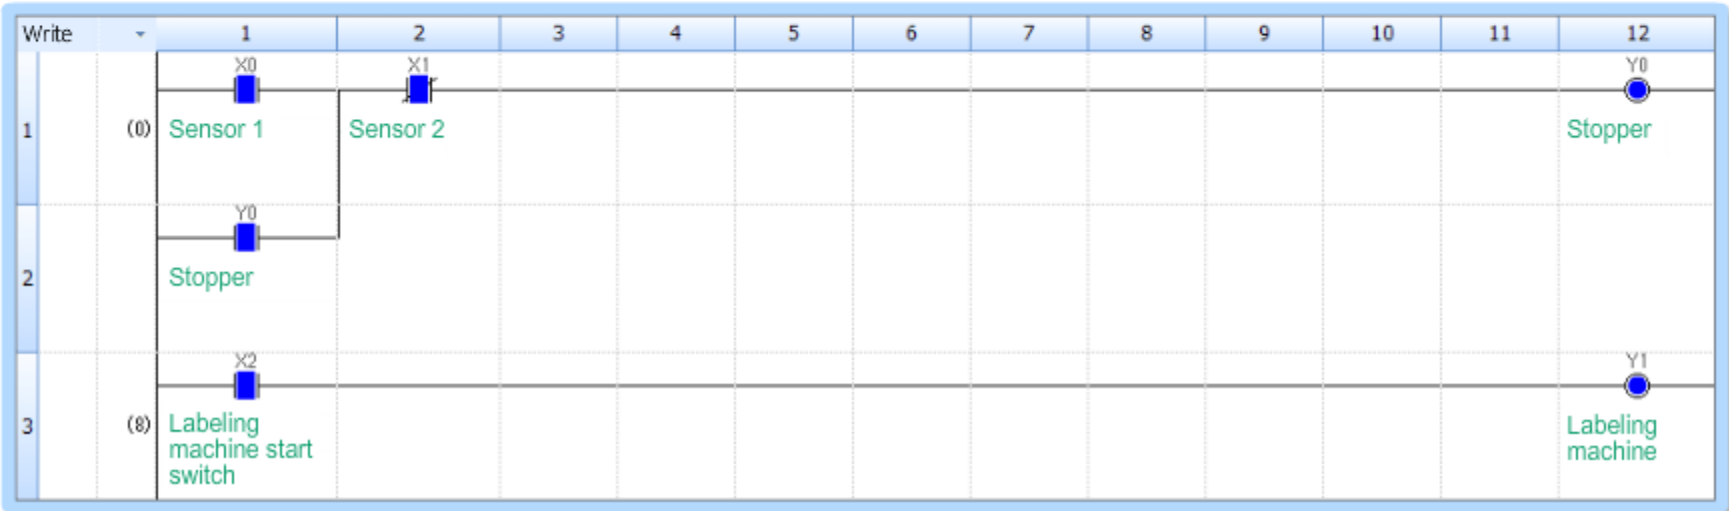 Write 1 2 3 4 5 6 7 8 9 10 11 12
X0 X1 Y0
1 (0) Sensor 1 Sensor 2 Stopper
Y0
2 Stopper
X2 Y1
3 (8) Labeling Labeling
machine start machine
switch